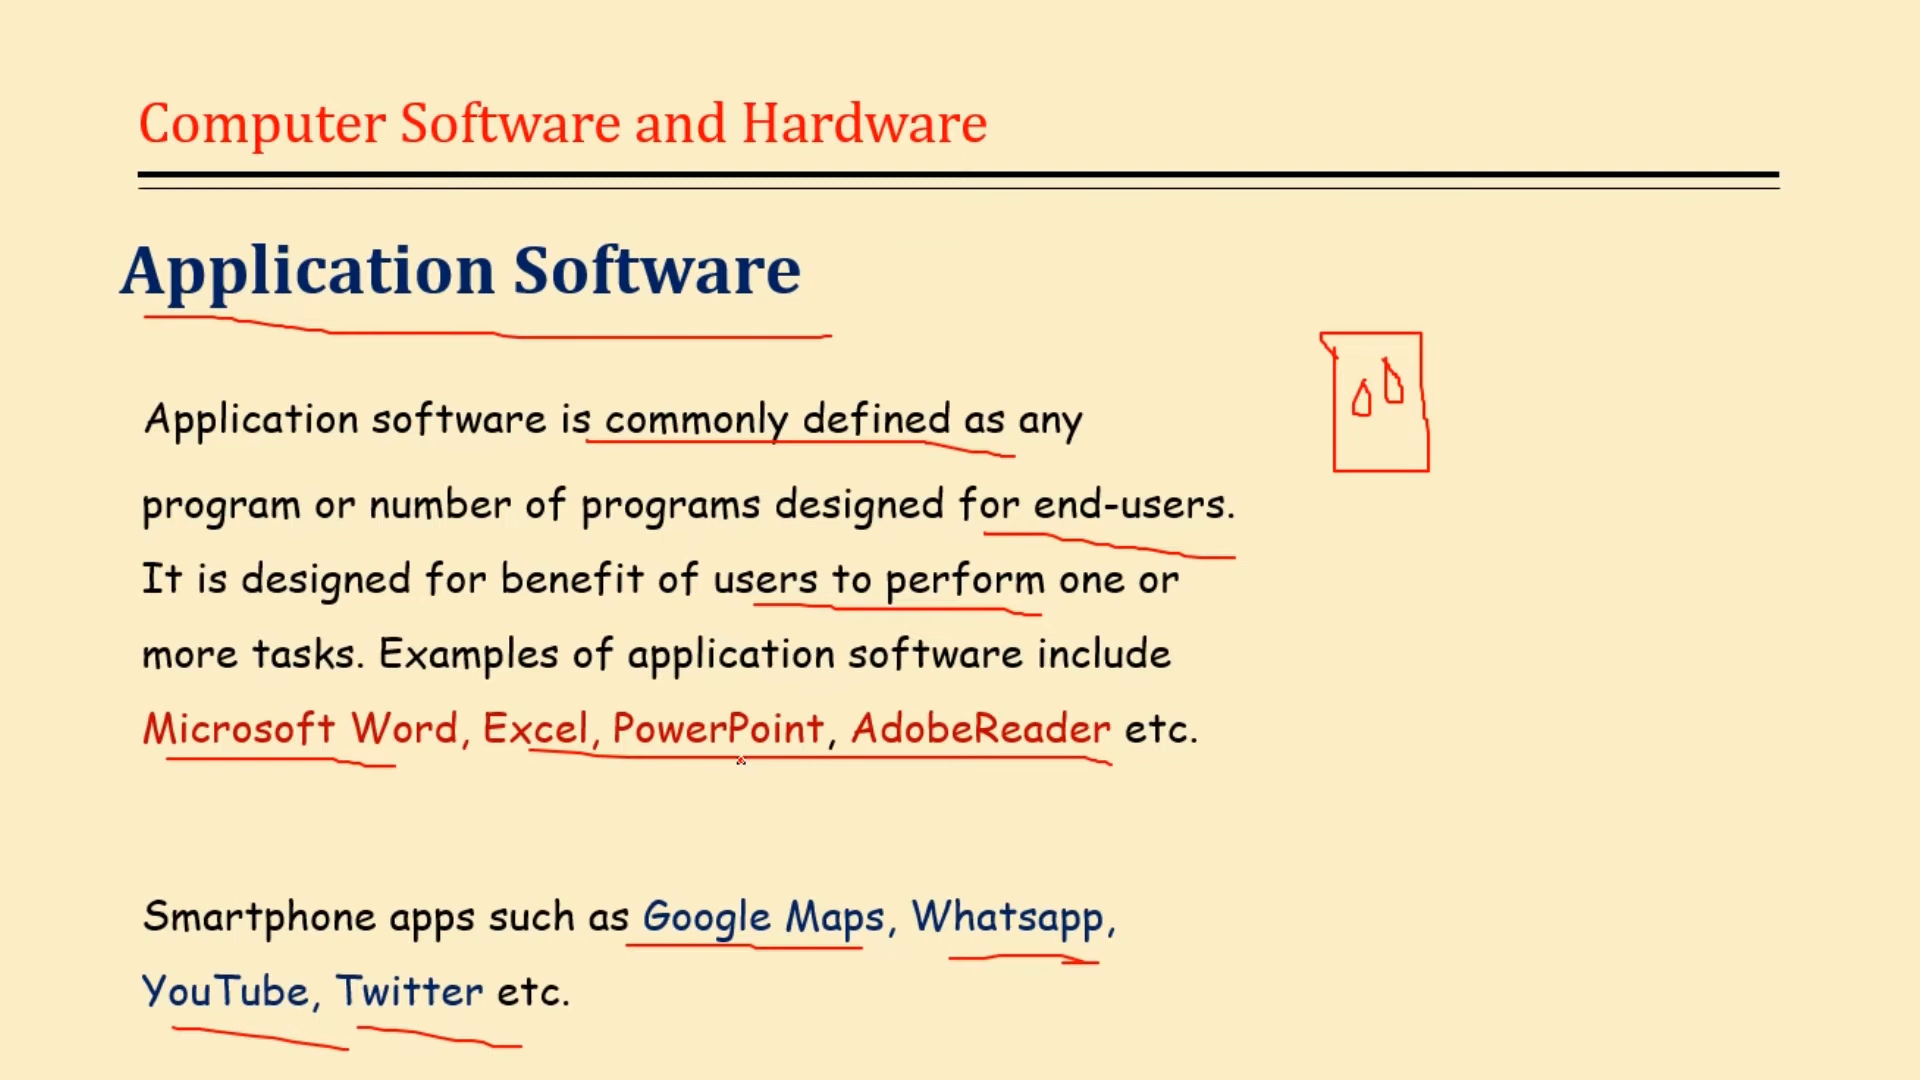 Computer Software and Hardware
Application Software
Application software is commonly defined as any
program or number of programs designed for end-users.
It is designed for benefit of users to perform one or
more tasks. Examples of application software include
Microsoft Word, Excel, PowerPoint, AdobeReader etc.
Smartphone apps such as Google Maps, Whatsapp,
YouTube, Twitter etc.